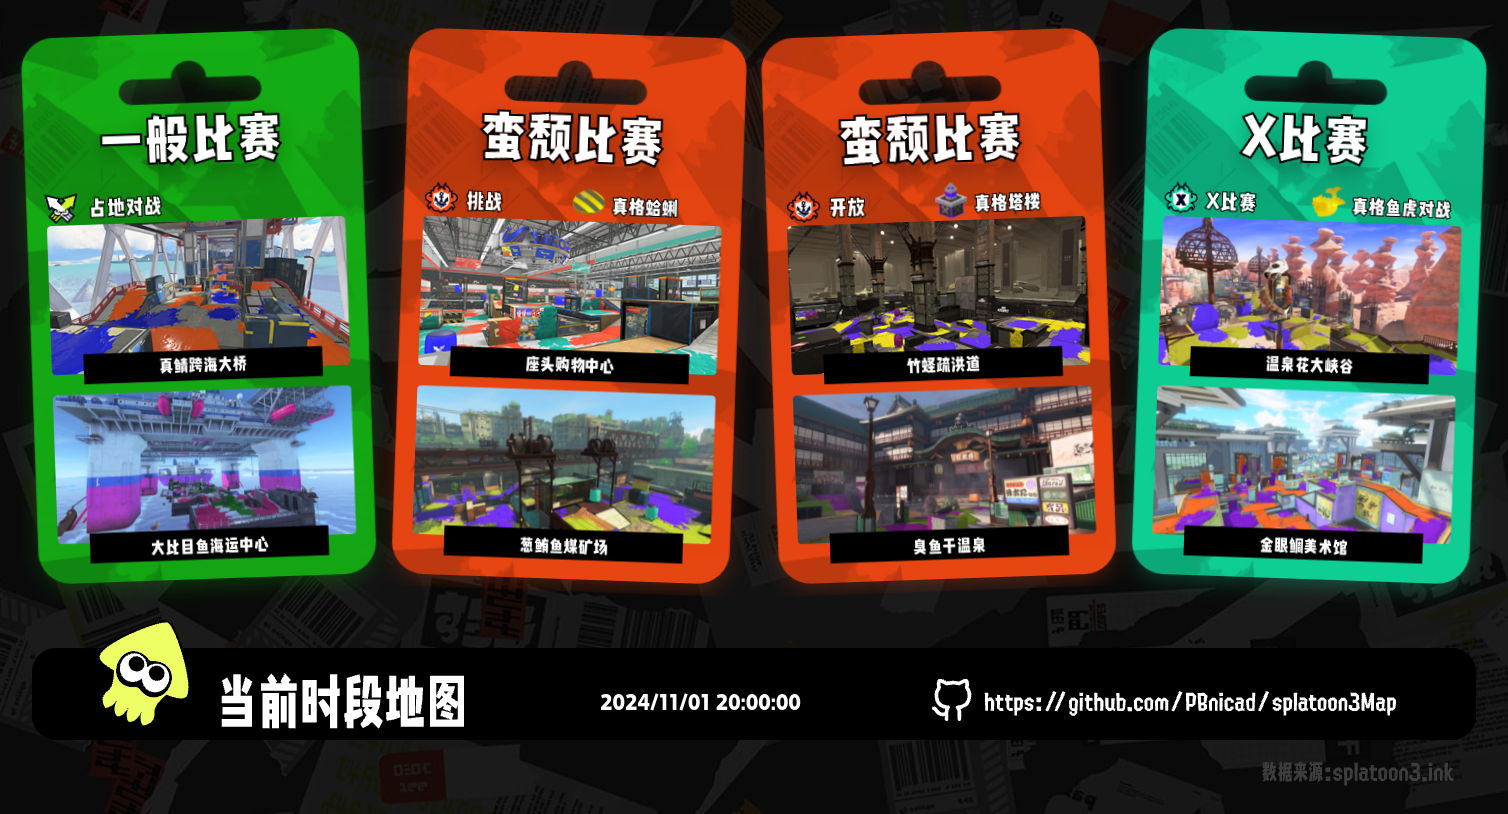 一般比赛
占地对战
真鲷跨海大桥
大比目鱼海运中心
蛮颓比赛
挑战
真格蛤蜊
座头购物中心
葱鲔鱼煤矿场
蛮颓比赛
开放
真格塔楼
竹蛏疏洪道
臭鱼干温泉
X比赛
X比赛
真格鱼虎对战
温泉花大峡谷
金眼鲷美术馆
当前时段地图
2024/11/01 20:00:00
https://github.com/PBnicad/splatoon3Map
数据来源:splatoon3.ink